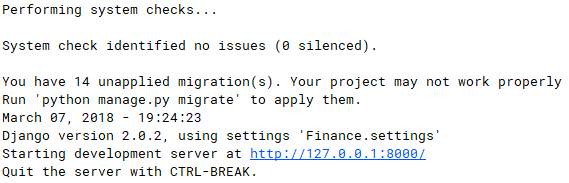 Performing system checks...
System check identified no issues (0 silenced).
You have 14 unapplied migration(s). Your project may not work properly
Run 'python manage.py migrate' to apply them.
March 07, 2018 - 19:24:23
Django version 2.0.2, using settings 'Finance.settings'
Starting development server at http://127.0.0.1:8000/
Quit the server with CTRL-BREAK.